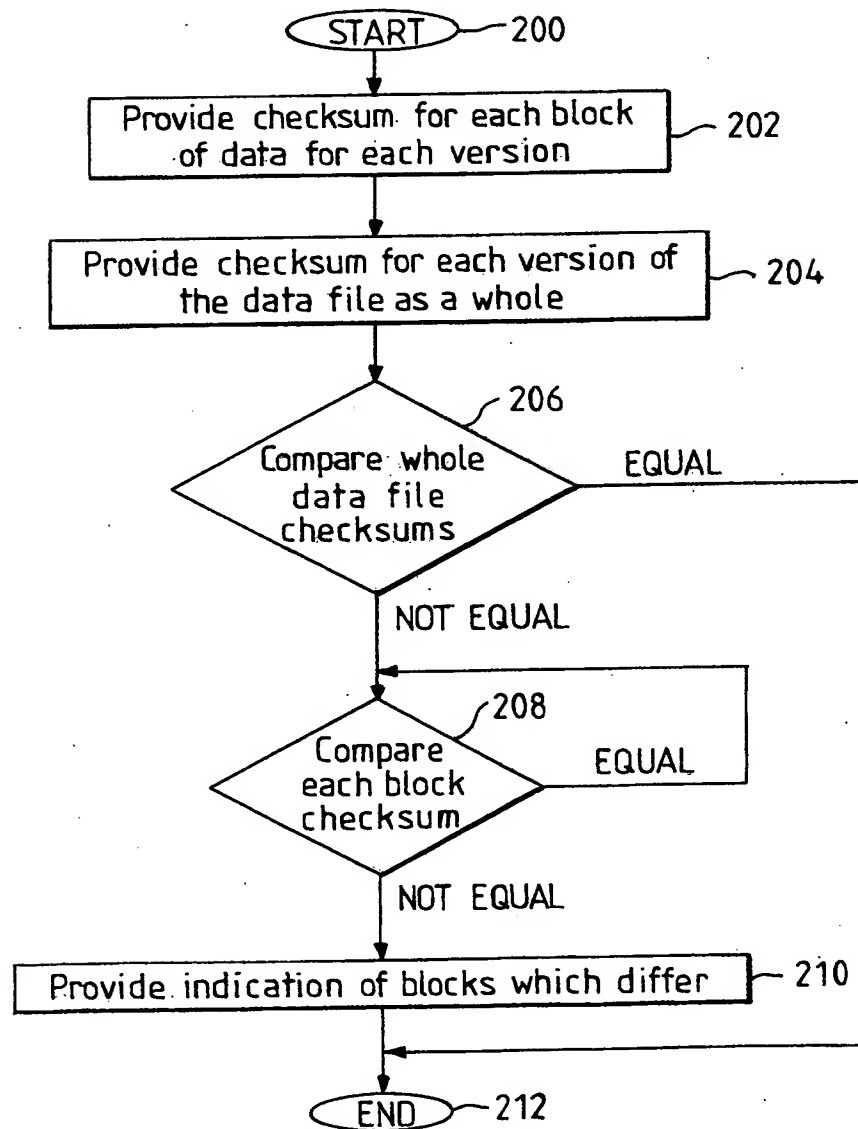 START
200
Provide checksum for each block
of data for each version
202
Provide checksum for each version of
the data file as a whole
204
206
Compare whole
data file
checksums
EQUAL
NOT EQUAL
208
Compare
each block
checksum
EQUAL
NOT EQUAL
Provide indication of blocks which differ
210
END
212